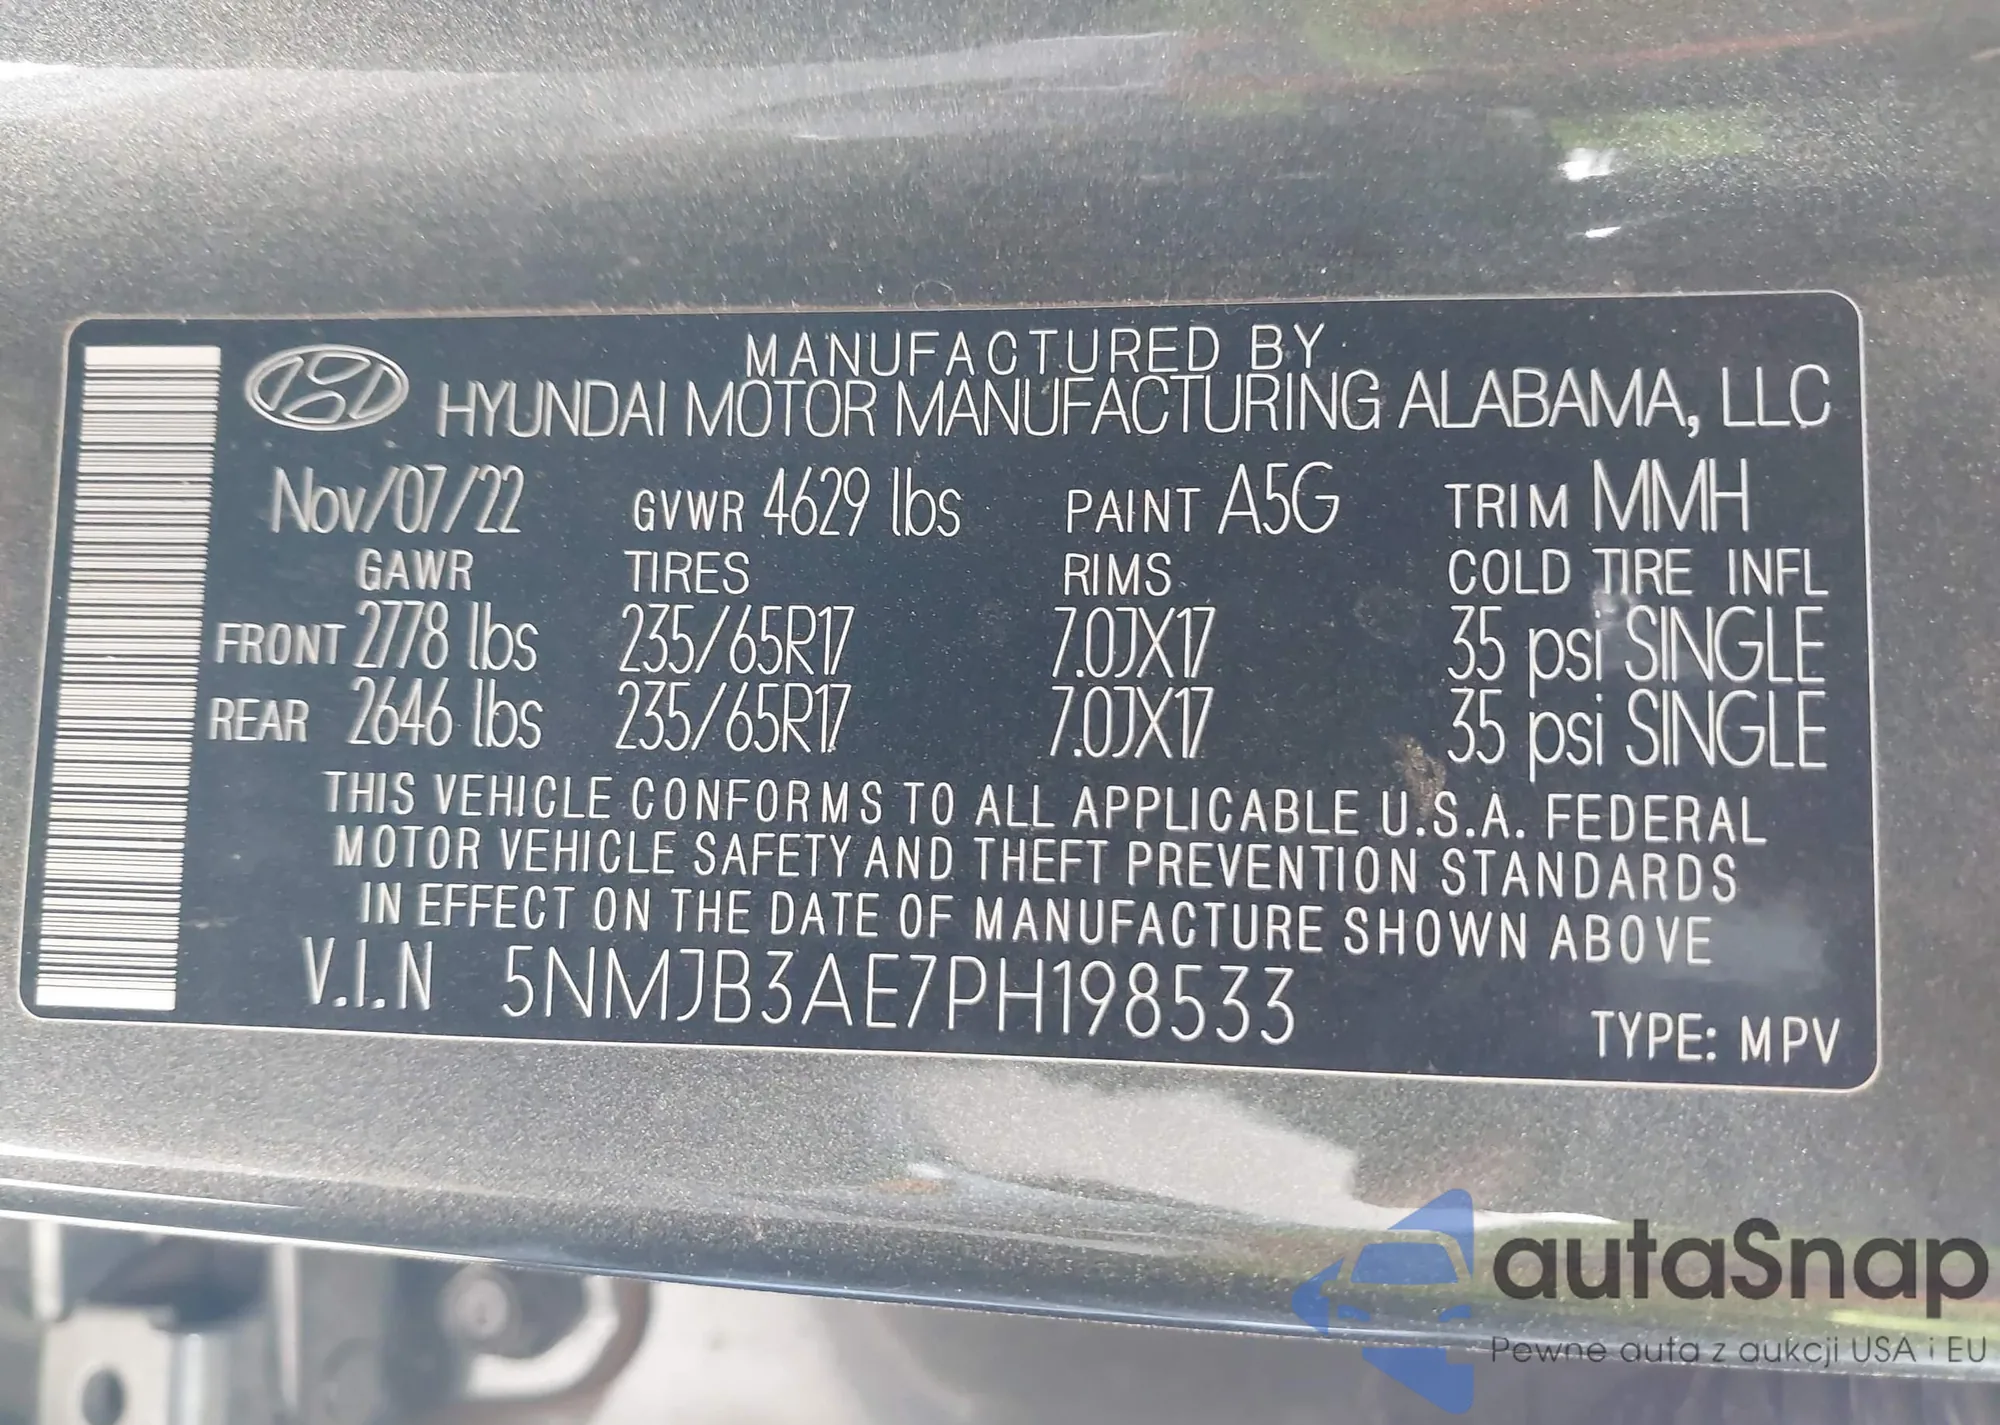 MANUFACTURED BY
HYUNDAI MOTOR MANUFACTURING ALABAMA, LLC
Nov/07/22 GVWR 4629 lbs PAINT A5G TRIM MMH
GAWR TIRES RIMS COLD TIRE INFL
FRONT 2778 lbs 235/65R17 7.0JX17 35 psi SINGLE
REAR 2646 lbs 235/65R17 7.0JX17 35 psi SINGLE
THIS VEHICLE CONFORMS TO ALL APPLICABLE U.S.A. FEDERAL
MOTOR VEHICLE SAFETY AND THEFT PREVENTION STANDARDS
IN EFFECT ON THE DATE OF MANUFACTURE SHOWN ABOVE
V.I.N 5NMJB3AE7PH198533
TYPE: MPV
autaSnap
Pewne auta z aukcji USA i EU